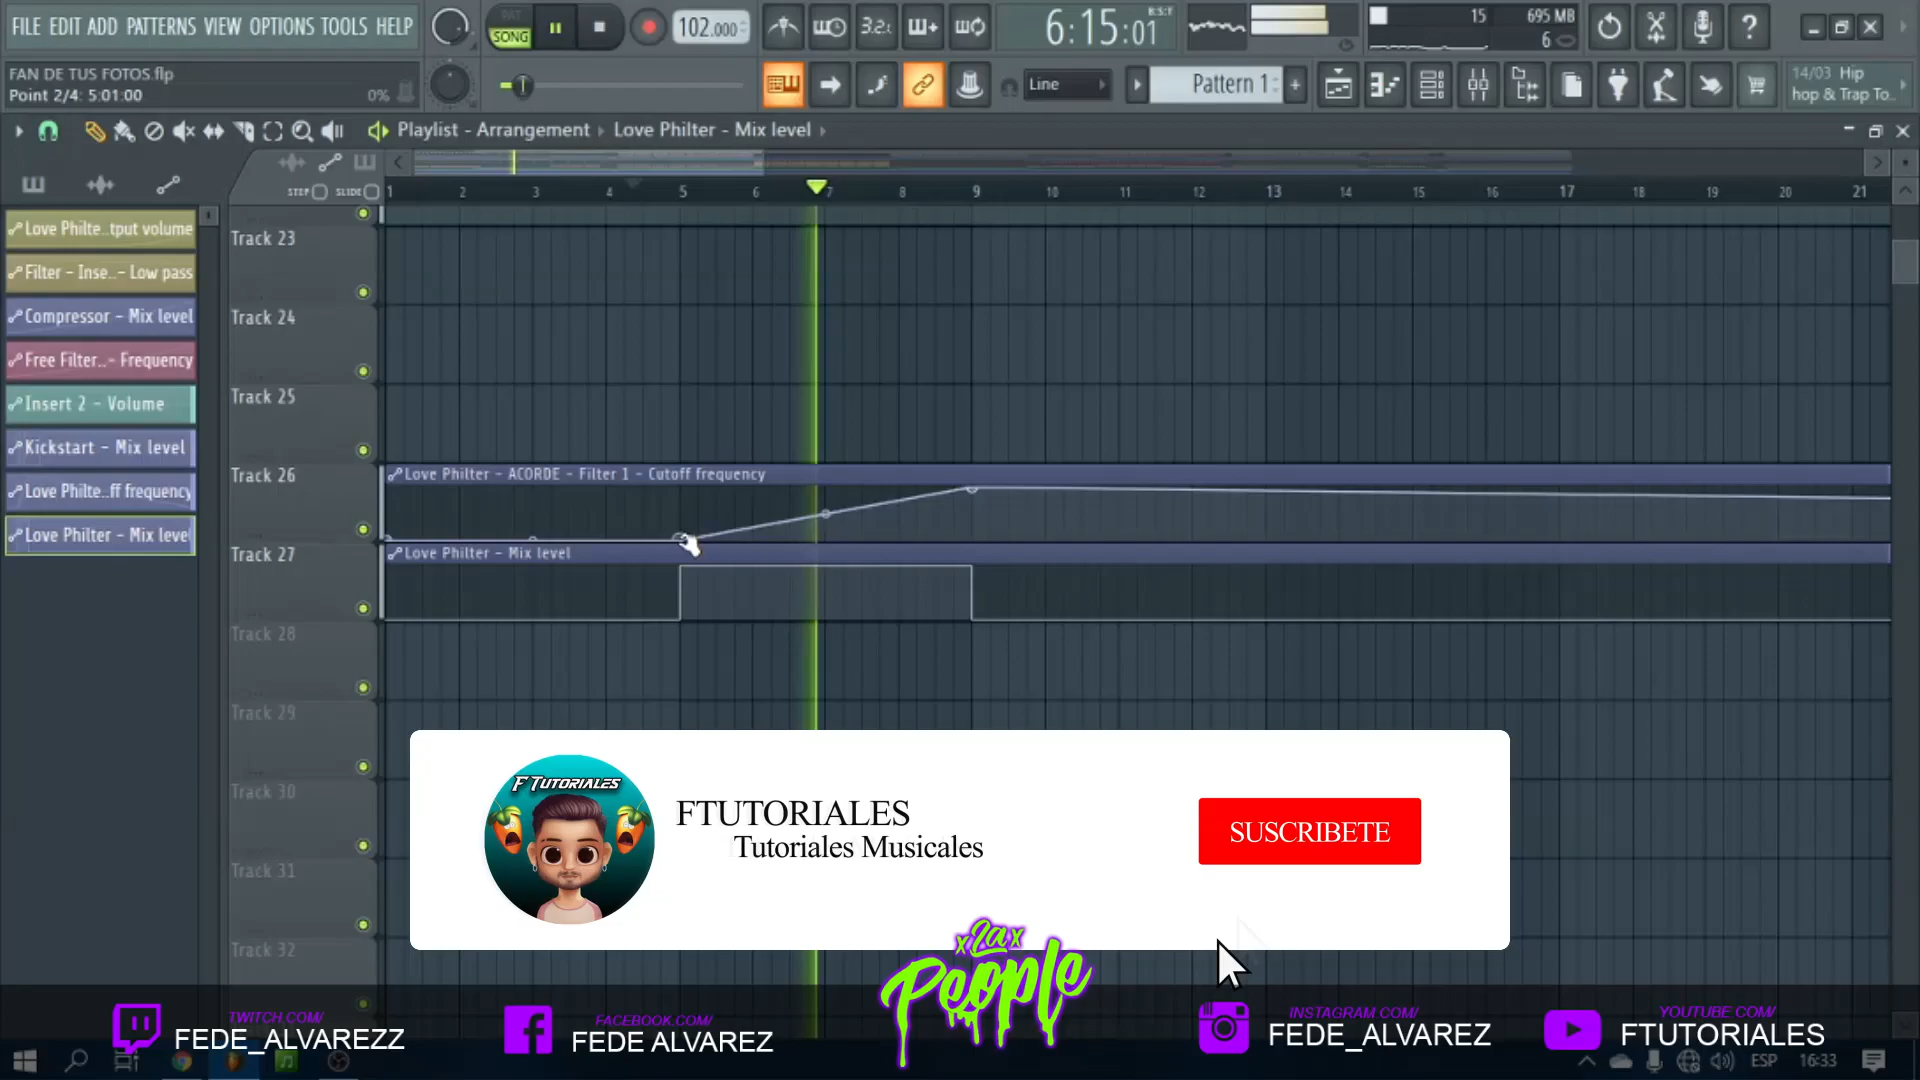 FILE EDIT ADD PATTERNS VIEW OPTIONS TOOLS HELP
PAT
SONG
102.000
3.2.
6:15:01
B:S:T
15
695 MB
6
FAN DE TUS FOTOS.flp
Point 2/4: 5:01:00
0%
Line
Pattern 1
14/03 Hip
hop & Trap To..
Playlist - Arrangement
Love Philter - Mix level
STEP
SLIDE
1 2 3 4 5 6 7 8 9 10 11 12 13 14 15 16 17 18 19 20 21
Love Philte..tput volume
Filter - Inse..- Low pass
Compressor - Mix level
Free Filter..- Frequency
Insert 2 - Volume
Kickstart - Mix level
Love Philte..ff frequency
Love Philter - Mix level
Track 23
Track 24
Track 25
Track 26
Love Philter - ACORDE - Filter 1 - Cutoff frequency
Track 27
Love Philter - Mix level
Track 28
Track 29
Track 30
Track 31
Track 32
F TUTORIALES
FTUTORIALES
Tutoriales Musicales
SUSCRIBETE
x2ax
People
TWITCH.COM/
FEDE_ALVAREZZ
FACEBOOK.COM/
FEDE ALVAREZ
INSTAGRAM.COM/
FEDE_ALVAREZ
YOUTUBE.COM/
FTUTORIALES
ESP
16:33